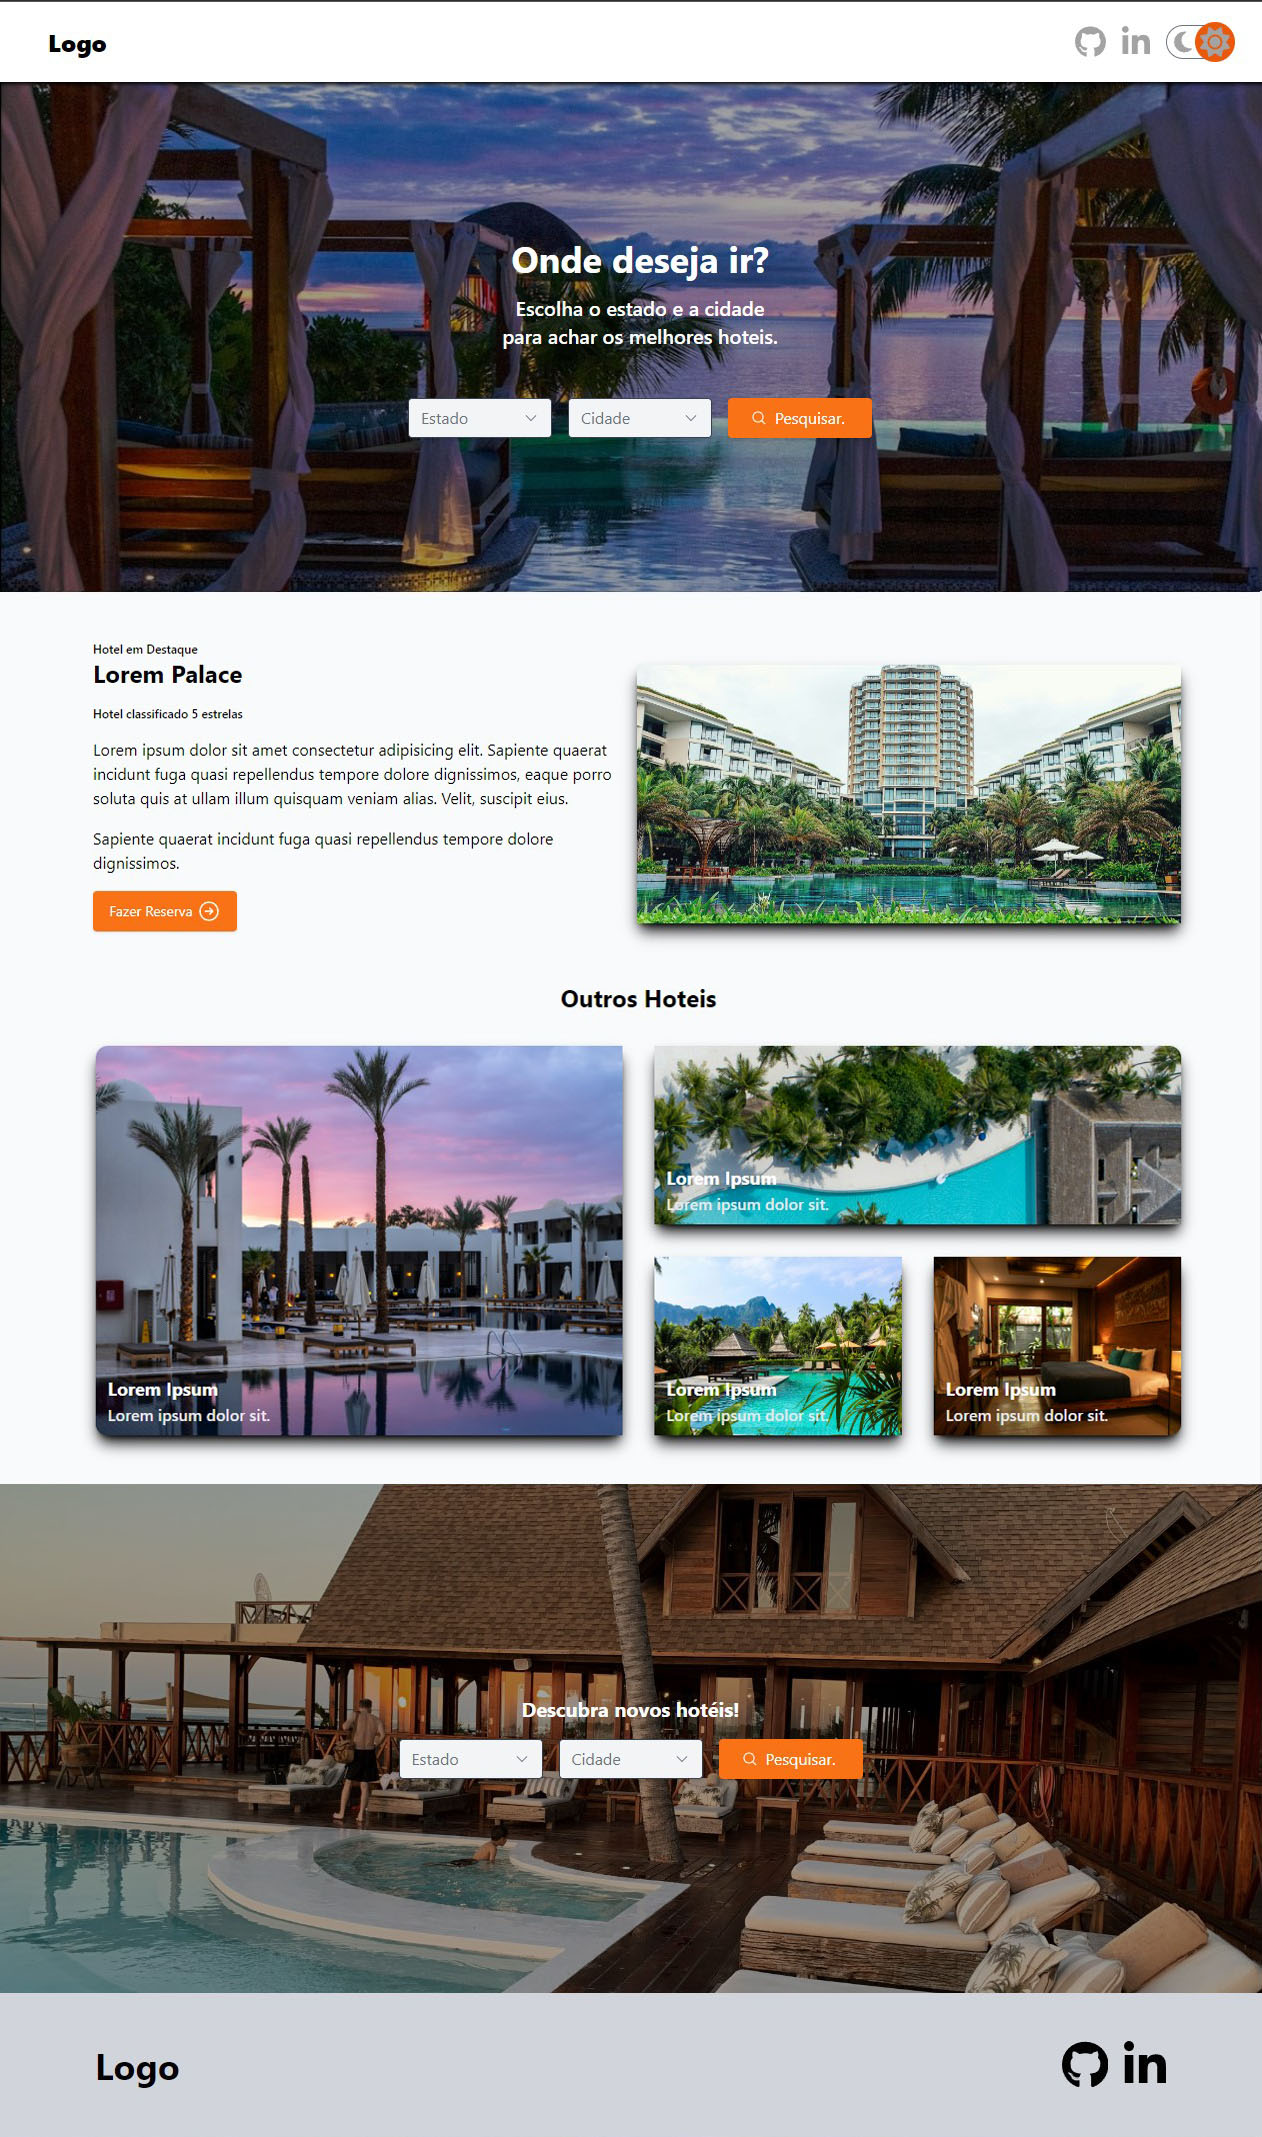 Logo
Onde deseja ir?
Escolha o estado e a cidade
para achar os melhores hoteis.
Estado
Cidade
Pesquisar.
Hotel em Destaque
Lorem Palace
Hotel classificado 5 estrelas
Lorem ipsum dolor sit amet consectetur adipisicing elit. Sapiente quaerat
incidunt fuga quasi repellendus tempore dolore dignissimos, eaque porro
soluta quis at ullam illum quisquam veniam alias. Velit, suscipit eius.
Sapiente quaerat incidunt fuga quasi repellendus tempore dolore
dignissimos.
Fazer Reserva
Outros Hoteis
Lorem Ipsum
Lorem ipsum dolor sit.
Lorem Ipsum
Lorem ipsum dolor sit.
Lorem Ipsum
Lorem ipsum dolor sit.
Lorem Ipsum
Lorem ipsum dolor sit.
Descubra novos hotéis!
Estado
Cidade
Pesquisar.
Logo